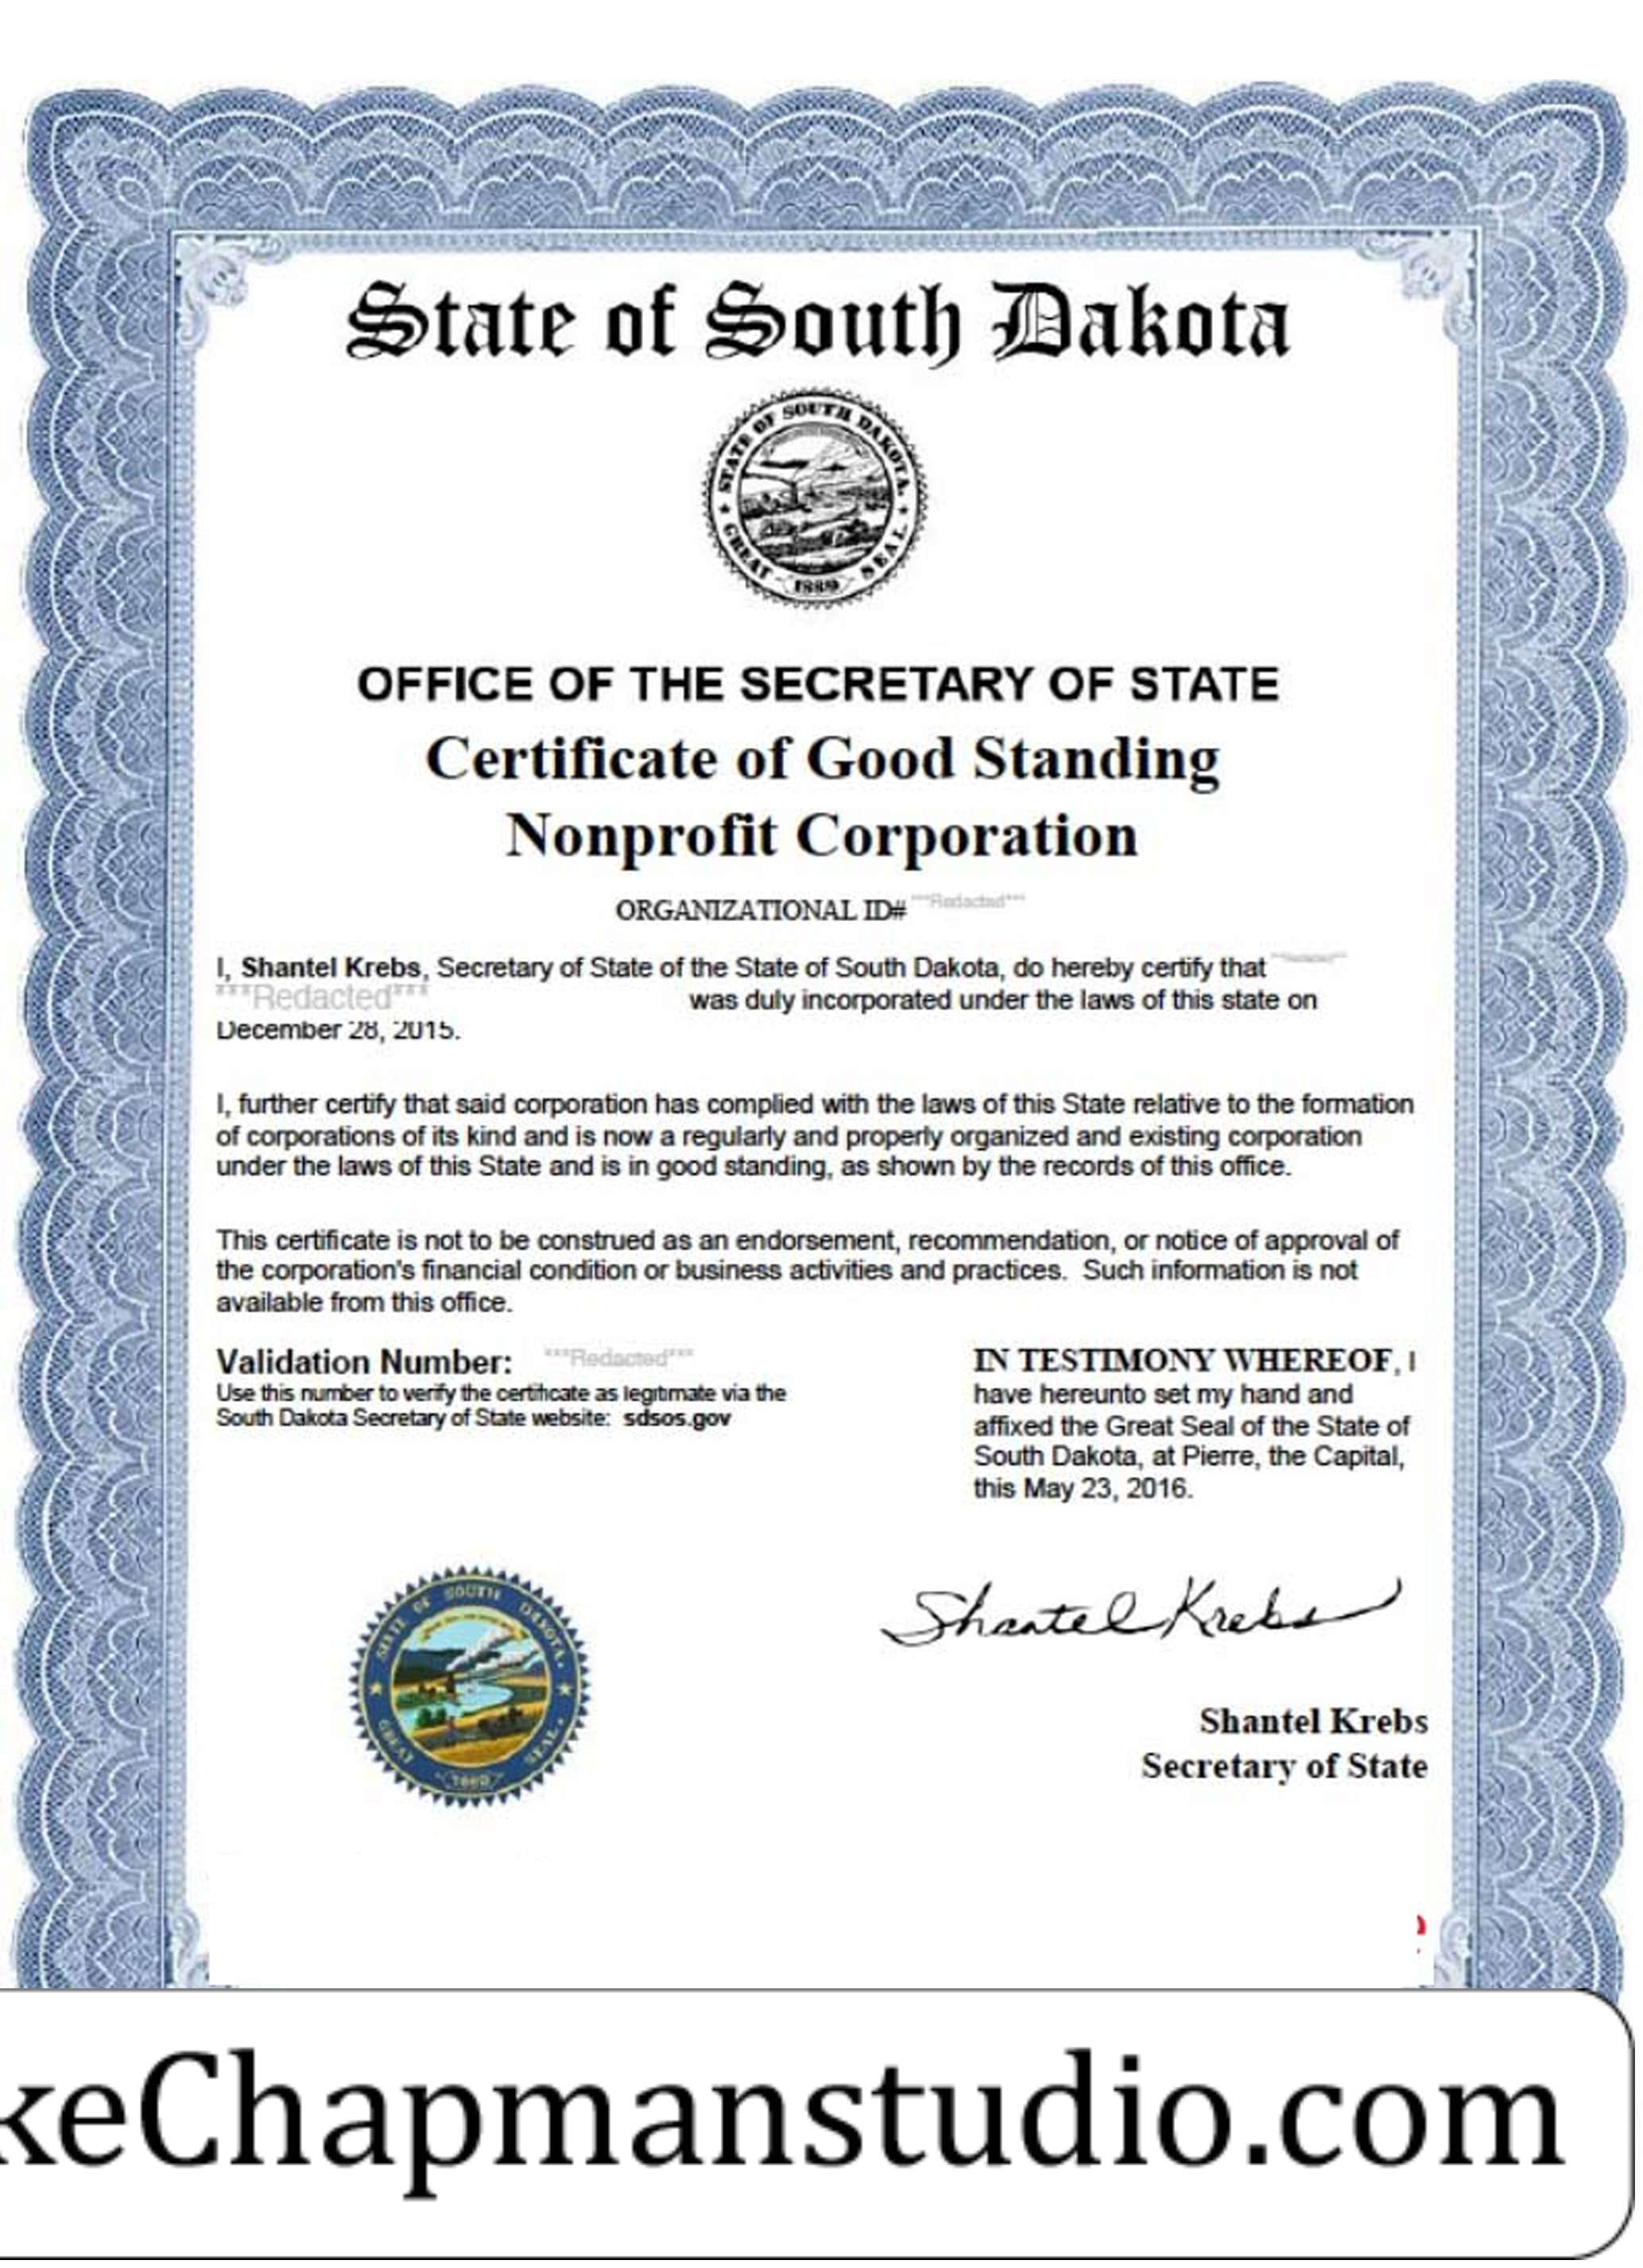 State of South Dakota
STATE OF SOUTH DAKOTA.
GREAT SEAL
1889
OFFICE OF THE SECRETARY OF STATE
Certificate of Good Standing
Nonprofit Corporation
ORGANIZATIONAL ID# ***Redacted***
I, Shantel Krebs, Secretary of State of the State of South Dakota, do hereby certify that
***Redacted*** was duly incorporated under the laws of this state on
December 28, 2015.
I, further certify that said corporation has complied with the laws of this State relative to the formation
of corporations of its kind and is now a regularly and properly organized and existing corporation
under the laws of this State and is in good standing, as shown by the records of this office.
This certificate is not to be construed as an endorsement, recommendation, or notice of approval of
the corporation's financial condition or business activities and practices. Such information is not
available from this office.
Validation Number: ***Redacted***
Use this number to verify the certificate as legitimate via the
South Dakota Secretary of State website: sdsos.gov
IN TESTIMONY WHEREOF, I
have hereunto set my hand and
affixed the Great Seal of the State of
South Dakota, at Pierre, the Capital,
this May 23, 2016.
STATE OF SOUTH DAKOTA.
GREAT SEAL.
1889
Shantel Krebs
Shantel Krebs
Secretary of State
keChapmanstudio.com